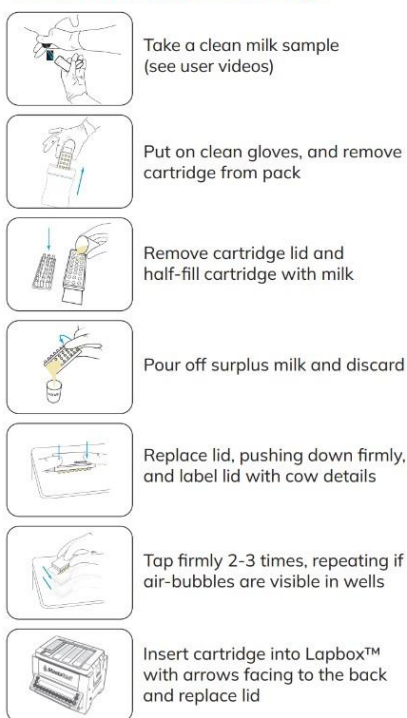 Take a clean milk sample
(see user videos)
Put on clean gloves, and remove
cartridge from pack
Remove cartridge lid and
half-fill cartridge with milk
Pour off surplus milk and discard
Replace lid, pushing down firmly,
and label lid with cow details
Tap firmly 2-3 times, repeating if
air-bubbles are visible in wells
Insert cartridge into Lapbox™
with arrows facing to the back
and replace lid